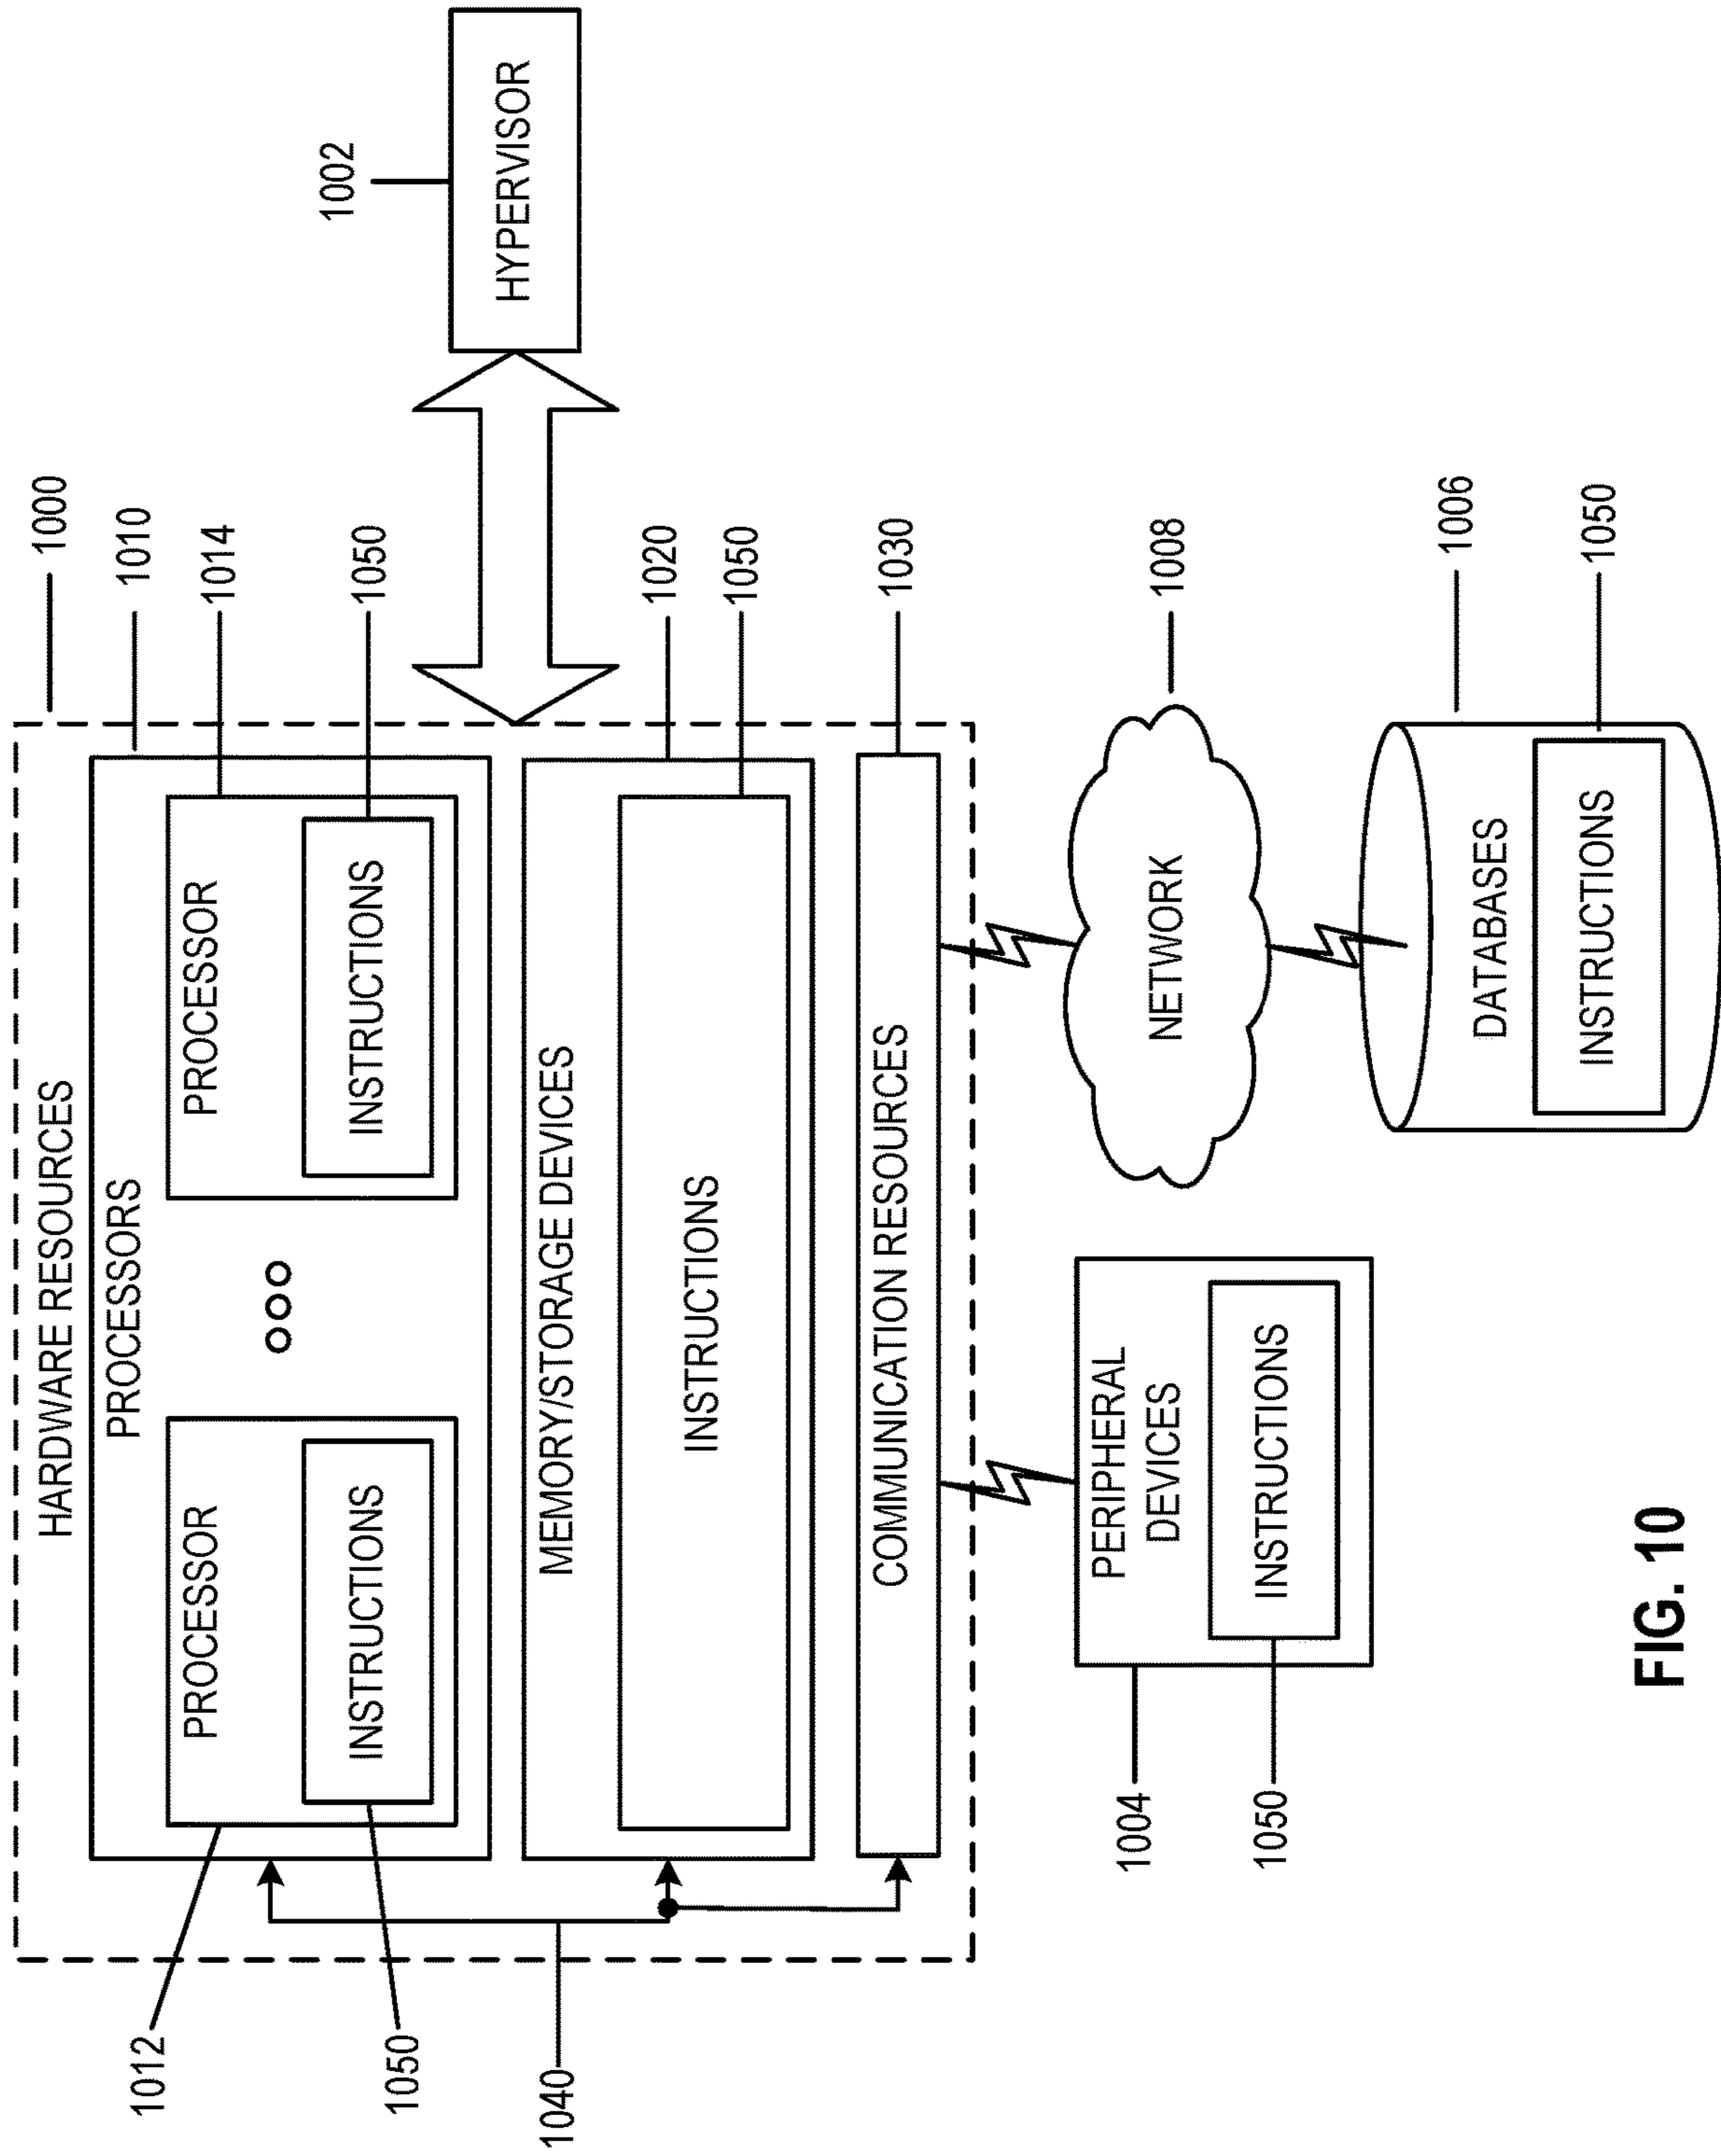 HARDWARE RESOURCES
1000
PROCESSORS
1010
PROCESSOR
PROCESSOR
1012
1014
INSTRUCTIONS
INSTRUCTIONS
1050
1050
1002
HYPERVISOR
MEMORY/STORAGE DEVICES
1040
1020
INSTRUCTIONS
1050
COMMUNICATION RESOURCES
1030
PERIPHERAL
DEVICES
1004
INSTRUCTIONS
1050
NETWORK
1008
DATABASES
1006
INSTRUCTIONS
1050
FIG. 10